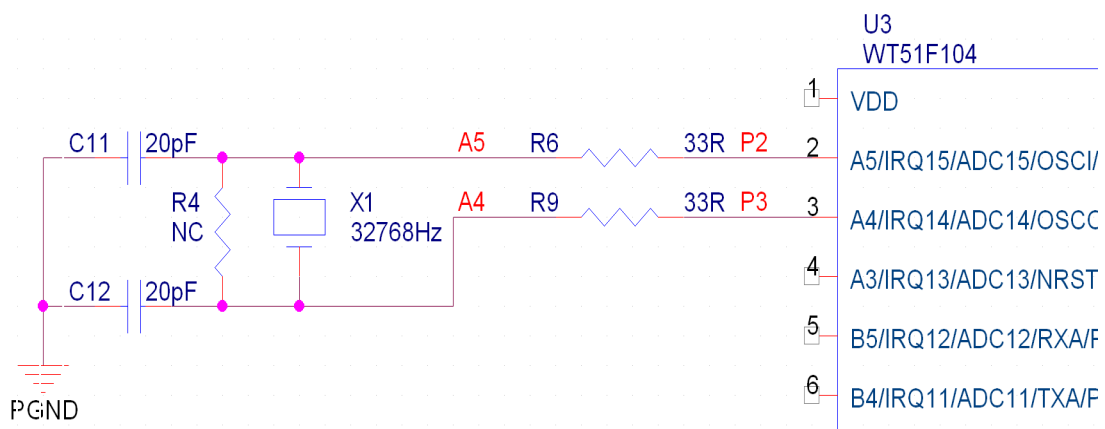 U3
WT51F104
1 VDD
C11 20pF A5 R6 33R P2 2 A5/IRQ15/ADC15/OSCI/
R4 NC X1 32768Hz A4 R9 33R P3 3 A4/IRQ14/ADC14/OSCO
4 A3/IRQ13/ADC13/NRST
C12 20pF
5 B5/IRQ12/ADC12/RXA/P
6 B4/IRQ11/ADC11/TXA/P
PGND